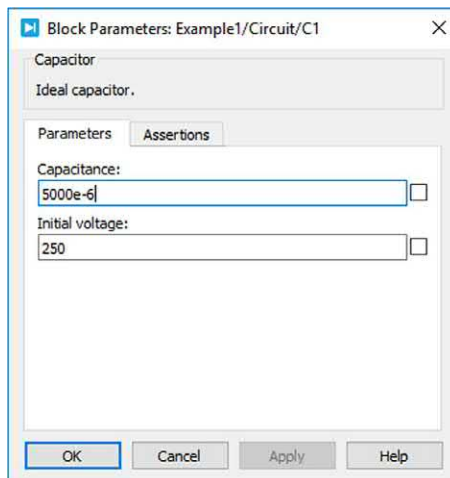 Block Parameters: Example1/Circuit/C1
Capacitor
Ideal capacitor.
Parameters Assertions
Capacitance:
5000e-6
Initial voltage:
250
OK Cancel Apply Help